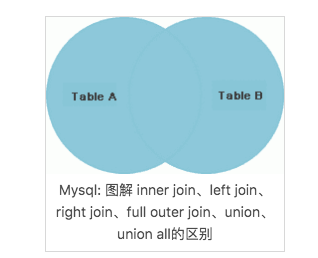 Table A
Table B
Mysql: 图解 inner join、left join、
right join、full outer join、union、
union all的区别